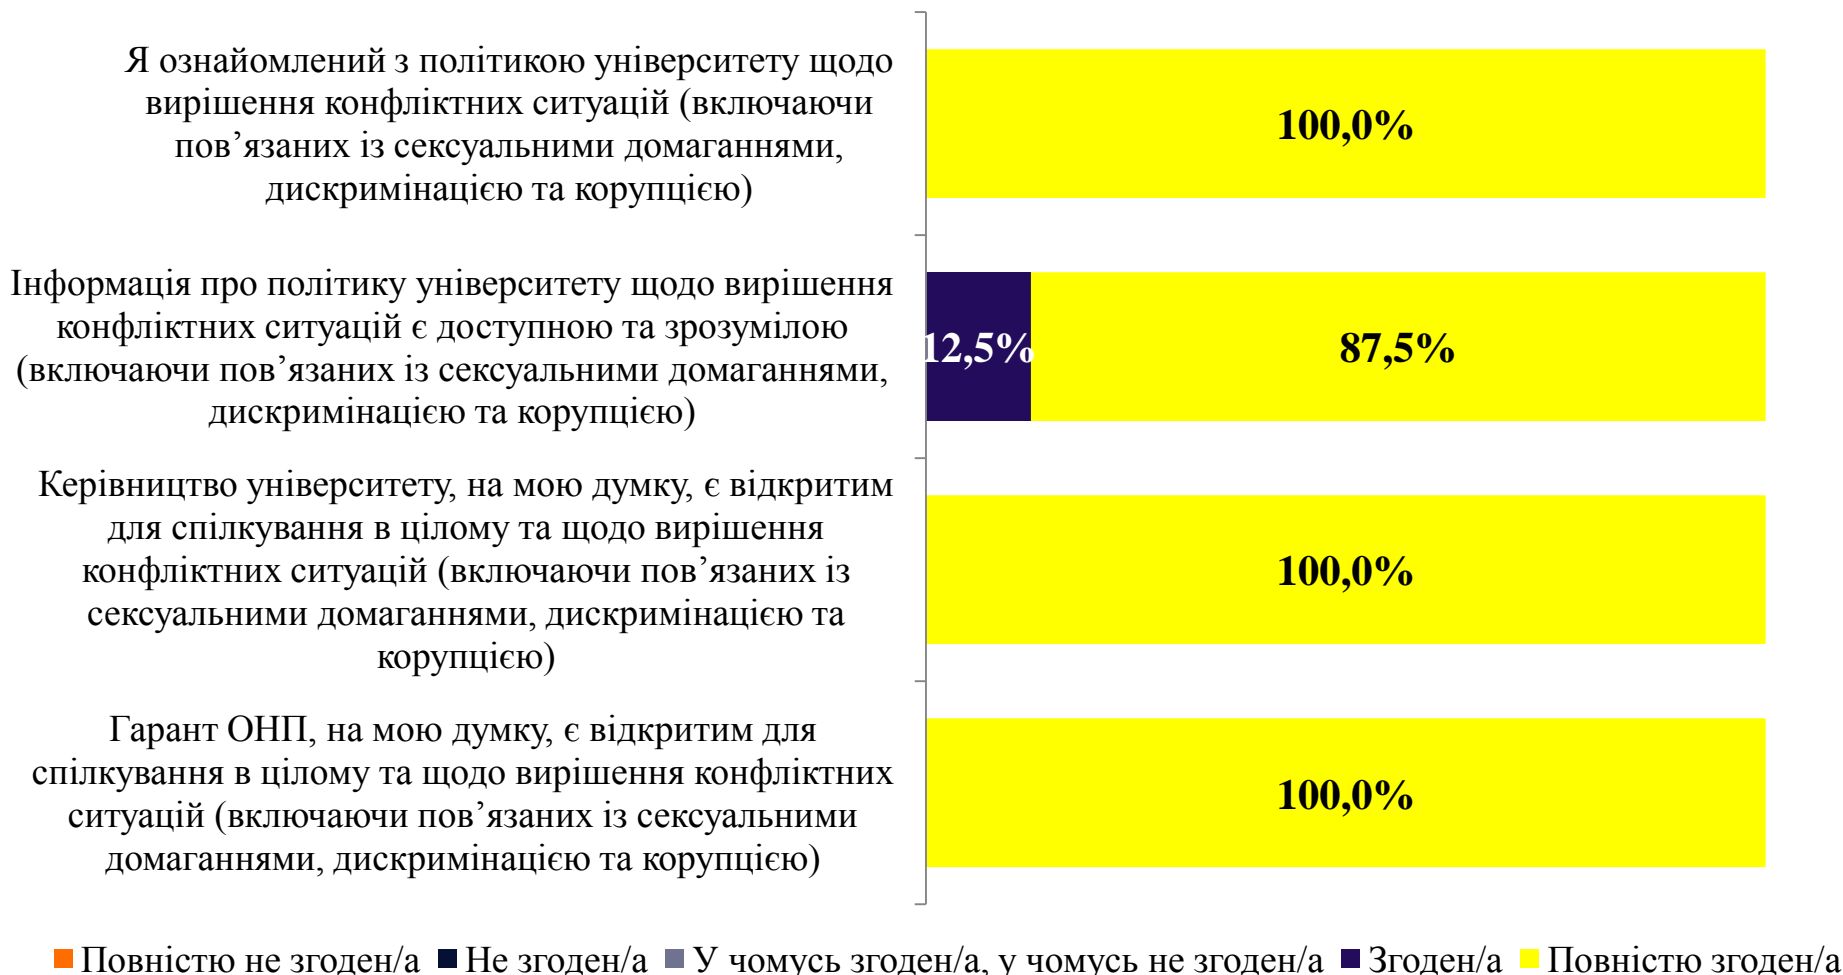 Я ознайомлений з політикою університету щодо
вирішення конфліктних ситуацій (включаючи
пов’язаних із сексуальними домаганнями,
дискримінацією та корупцією)
100,0%
Інформація про політику університету щодо вирішення
конфліктних ситуацій є доступною та зрозумілою
(включаючи пов’язаних із сексуальними домаганнями,
дискримінацією та корупцією)
12,5%
87,5%
Керівництво університету, на мою думку, є відкритим
для спілкування в цілому та щодо вирішення
конфліктних ситуацій (включаючи пов’язаних із
сексуальними домаганнями, дискримінацією та
корупцією)
100,0%
Гарант ОНП, на мою думку, є відкритим для
спілкування в цілому та щодо вирішення конфліктних
ситуацій (включаючи пов’язаних із сексуальними
домаганнями, дискримінацією та корупцією)
100,0%
Повністю не згоден/а Не згоден/а У чомусь згоден/а, у чомусь не згоден/а Згоден/а Повністю згоден/а